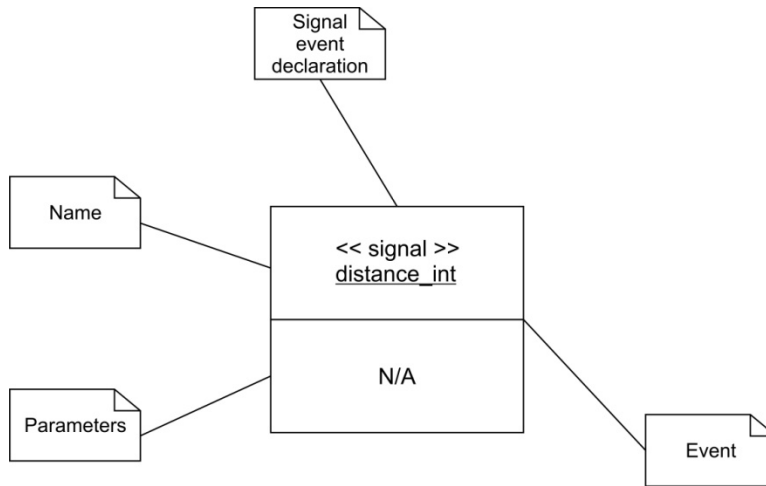 Signal
event
declaration
Name
<< signal >>
distance_int
N/A
Parameters
Event